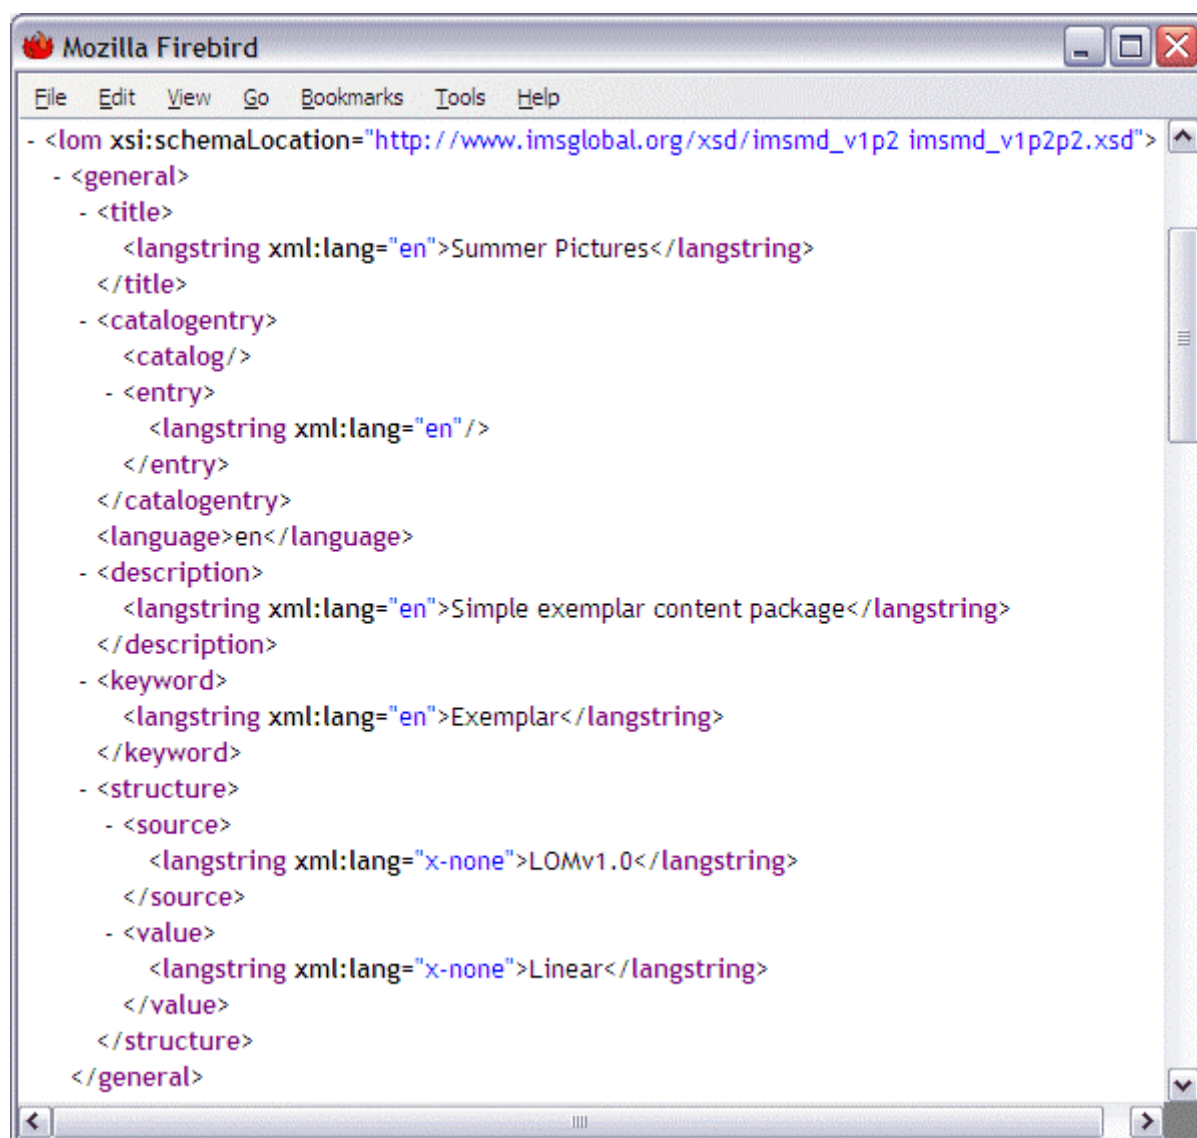 Mozilla Firebird
File Edit View Go Bookmarks Tools Help
- <lom xsi:schemaLocation="http://www.imsglobal.org/xsd/imsmd_v1p2 imsmd_v1p2p2.xsd">
- <general>
- <title>
<langstring xml:lang="en">Summer Pictures</langstring>
</title>
- <catalogentry>
<catalog/>
- <entry>
<langstring xml:lang="en"/>
</entry>
</catalogentry>
<language>en</language>
- <description>
<langstring xml:lang="en">Simple exemplar content package</langstring>
</description>
- <keyword>
<langstring xml:lang="en">Exemplar</langstring>
</keyword>
- <structure>
- <source>
<langstring xml:lang="x-none">LOMv1.0</langstring>
</source>
- <value>
<langstring xml:lang="x-none">Linear</langstring>
</value>
</structure>
</general>